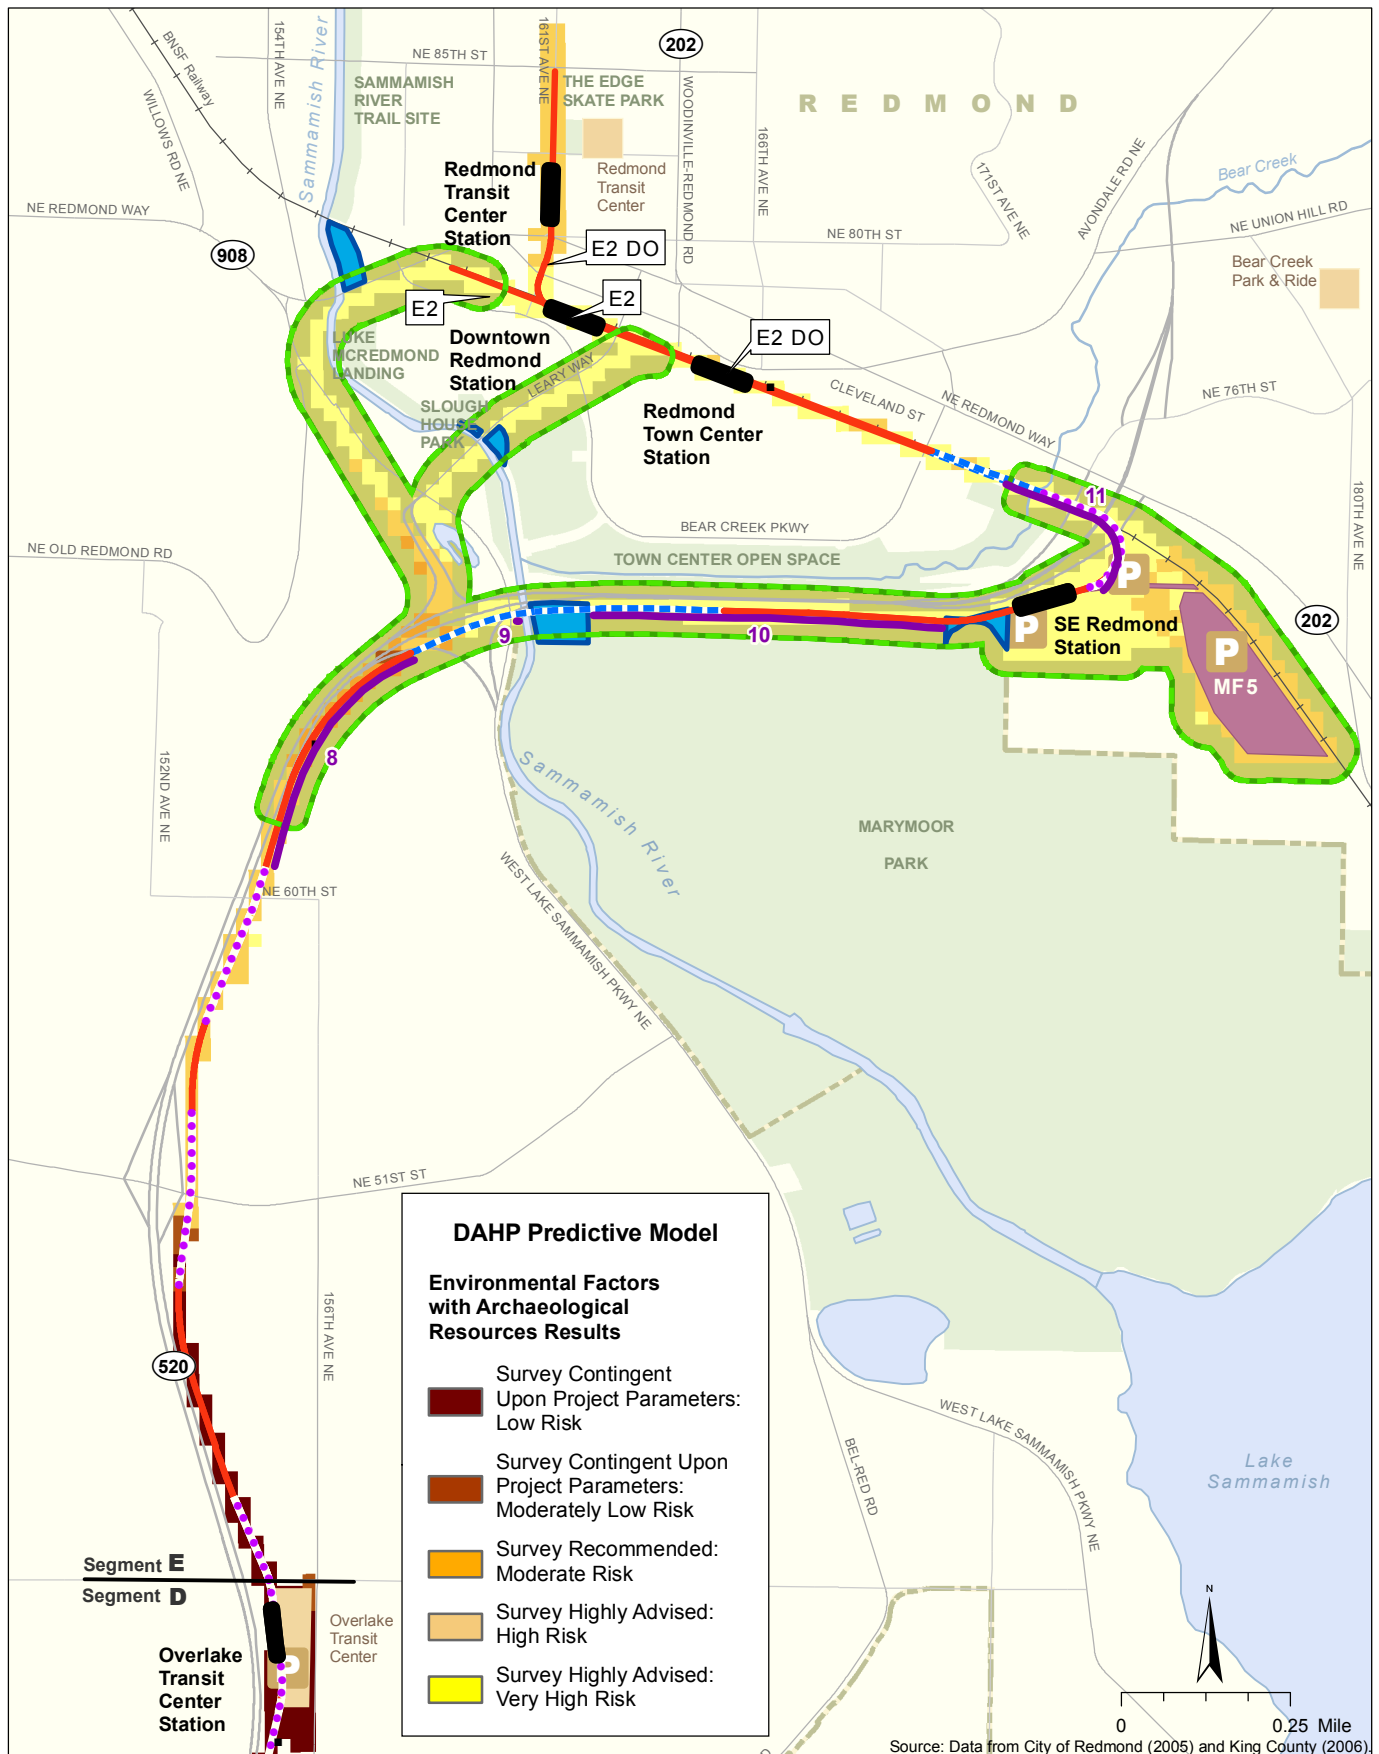 202
NE 85TH ST
161ST AVE NE
154TH AVE NE
Sammamish River
BNSF Railway
WILLOWS RD NE
SAMMAMISH
RIVER
TRAIL SITE
THE EDGE
SKATE PARK
REDMOND
WOODINVILLE-REDMOND RD
166TH AVE NE
171ST AVE NE
AVONDALE RD NE
Bear Creek
NE UNION HILL RD
Redmond
Transit
Center
Station
Redmond
Transit
Center
NE REDMOND WAY
908
NE 80TH ST
E2 DO
E2
E2
E2 DO
Bear Creek
Park & Ride
LUKE
MCREDMOND
LANDING
Downtown
Redmond
Station
LEARY WAY
SLOUGH
HOUSE
PARK
CLEVELAND ST
NE REDMOND WAY
NE 76TH ST
Redmond
Town Center
Station
180TH AVE NE
11
BEAR CREEK PKWY
NE OLD REDMOND RD
TOWN CENTER OPEN SPACE
P
P
SE Redmond
Station
202
P
MF5
9
10
8
152ND AVE NE
Sammamish River
MARYMOOR
PARK
NE 60TH ST
WEST LAKE SAMMAMISH PKWY NE
NE 51ST ST
156TH AVE NE
520
DAHP Predictive Model
Environmental Factors
with Archaeological
Resources Results
Survey Contingent
Upon Project Parameters:
Low Risk
Survey Contingent Upon
Project Parameters:
Moderately Low Risk
Survey Recommended:
Moderate Risk
Survey Highly Advised:
High Risk
Survey Highly Advised:
Very High Risk
BEL-RED RD
WEST LAKE SAMMAMISH PKWY NE
Lake
Sammamish
Segment E
Segment D
Overlake
Transit
Center
P
Overlake
Transit
Center
Station
N
0 0.25 Mile
Source: Data from City of Redmond (2005) and King County (2006).